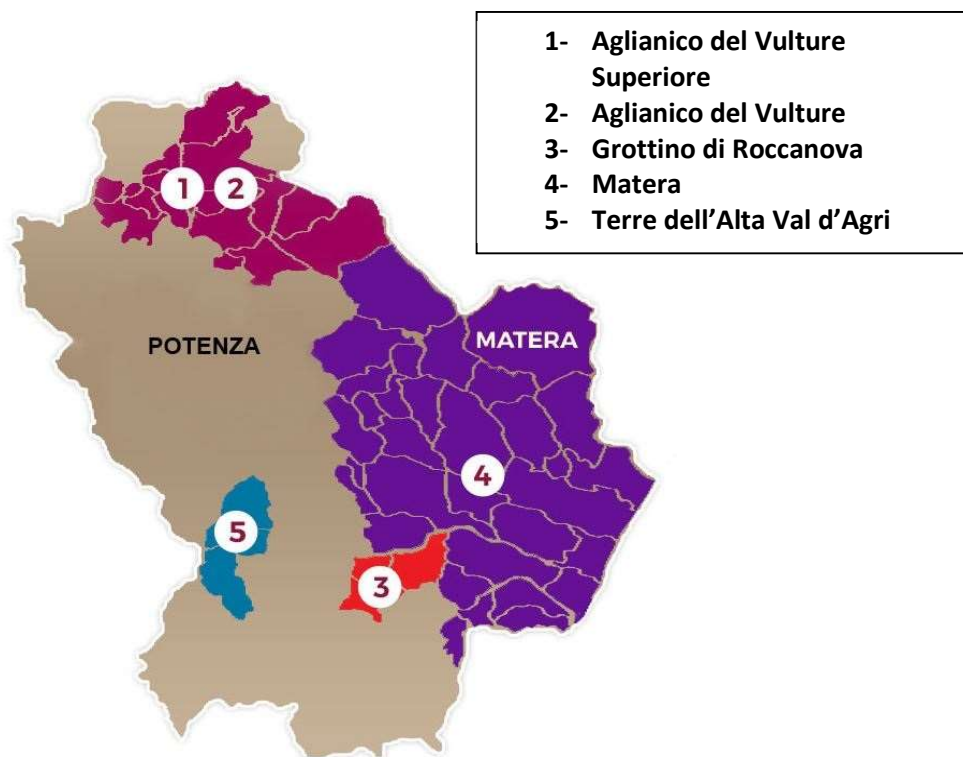 1- Aglianico del Vulture
Superiore
2- Aglianico del Vulture
3- Grottino di Roccanova
4- Matera
5- Terre dell’Alta Val d’Agri
1
2
POTENZA
MATERA
4
5
3